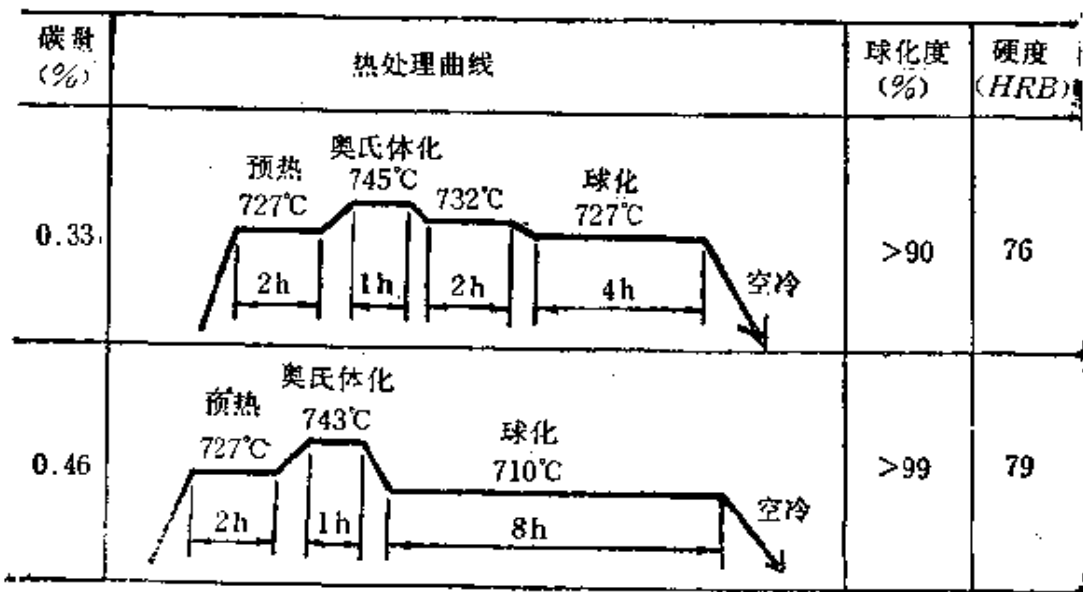 碳量
(%)
热处理曲线
球化度
(%)
硬度
(HRB)
0.33
预热
727℃
奥氏体化
745℃
732℃
球化
727℃
2h
1h
2h
4h
空冷
>90
76
0.46
预热
727℃
奥氏体化
743℃
球化
710℃
2h
1h
8h
空冷
>99
79